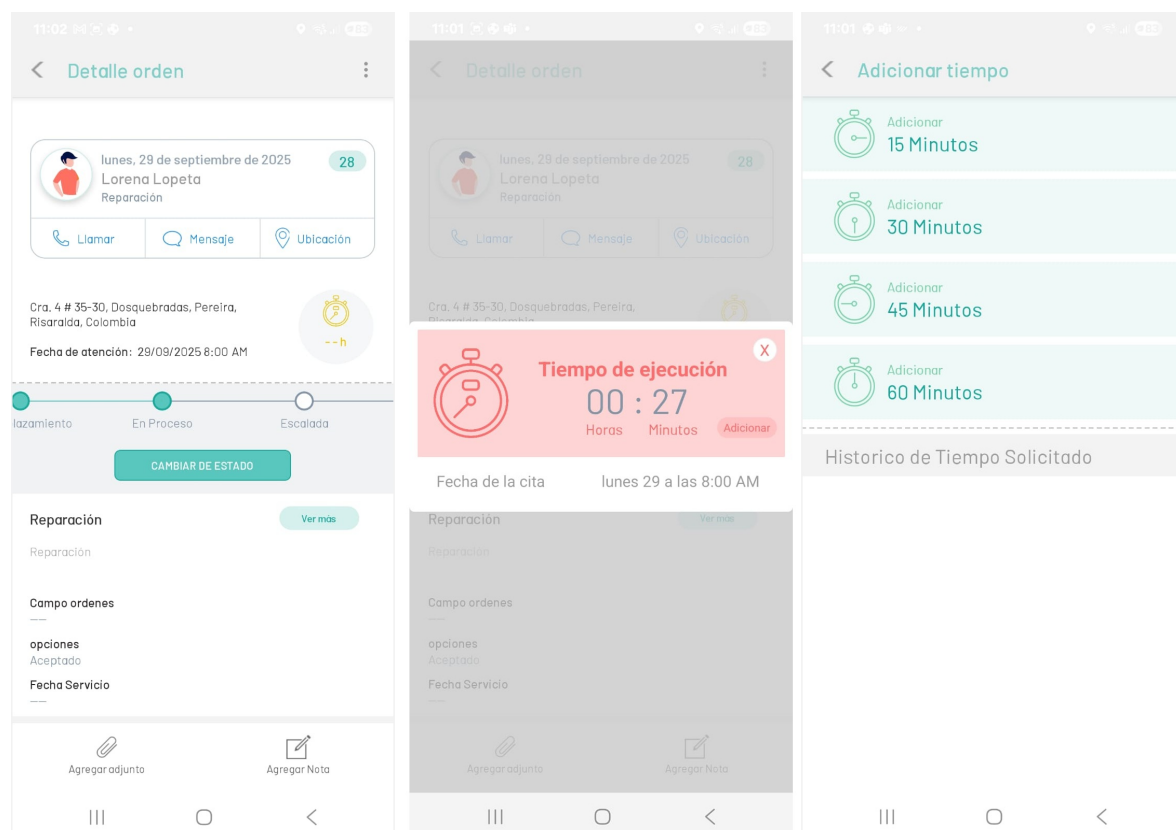 11:02
83
Detalle orden
lunes, 29 de septiembre de 2025
28
Lorena Lopeta
Reparación
Llamar
Mensaje
Ubicación
Cra. 4 # 35-30, Dosquebradas, Pereira,
Risaralda, Colombia
--h
Fecha de atención: 29/09/2025 8:00 AM
lazamiento
En Proceso
Escalada
CAMBIAR DE ESTADO
Reparación
Ver más
Reparación
Campo ordenes
----
opciones
Aceptado
Fecha Servicio
----
Agregar adjunto
Agregar Nota
11:01
83
Detalle orden
lunes, 29 de septiembre de 2025
28
Lorena Lopeta
Reparación
Llamar
Mensaje
Ubicación
Cra. 4 # 35-30, Dosquebradas, Pereira,
Risaralda, Colombia
X
Tiempo de ejecución
00 : 27
Horas
Minutos
Adicionar
Fecha de la cita
lunes 29 a las 8:00 AM
Reparación
Ver más
Reparación
Campo ordenes
----
opciones
Aceptado
Fecha Servicio
----
Agregar adjunto
Agregar Nota
11:01
83
Adicionar tiempo
Adicionar
15 Minutos
Adicionar
30 Minutos
Adicionar
45 Minutos
Adicionar
60 Minutos
Historico de Tiempo Solicitado